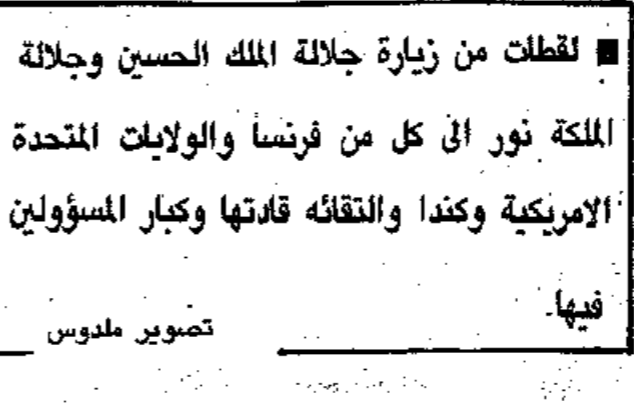 ■ لقطات من زيارة جلالة الملك الحسين وجلالة
الملكة نور الى كل من فرنسا والولايات المتحدة
الامريكية وكندا والتقائه قادتها وكبار المسؤولين
فيها.
تصوير ملدوس